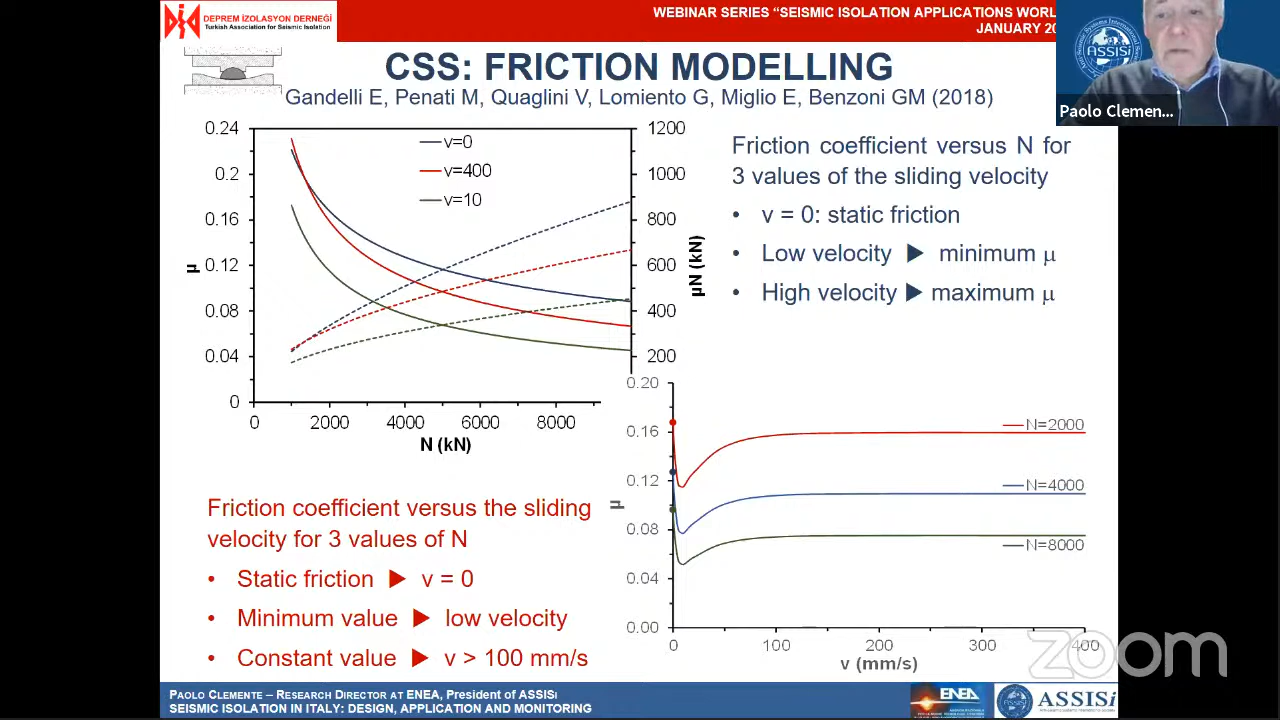 DEPREM İZOLASYON DERNEĞİ
Turkish Association for Seismic Isolation
WEBINAR SERIES “SEISMIC ISOLATION APPLICATIONS
JANUARY
ASSISi
Paolo Clemen...
CSS: FRICTION MODELLING
Gandelli E, Penati M, Quaglini V, Lomiento G, Miglio E, Benzoni GM (2018)
0.24
0.2
0.16
0.12
0.08
0.04
0
μ
v=0
v=400
v=10
1200
1000
800
600
400
200
μN (kN)
0 2000 4000 6000 8000
N (kN)
Friction coefficient versus N for
3 values of the sliding velocity
• v = 0: static friction
• Low velocity ► minimum μ
• High velocity ► maximum μ
Friction coefficient versus the sliding
velocity for 3 values of N
• Static friction ► v = 0
• Minimum value ► low velocity
• Constant value ► v > 100 mm/s
0.20
0.16
0.12
0.08
0.04
0.00
μ
N=2000
N=4000
N=8000
0 100 200 300 400
v (mm/s)
zoom
PAOLO CLEMENTE – RESEARCH DIRECTOR AT ENEA, President of ASSISi
SEISMIC ISOLATION IN ITALY: DESIGN, APPLICATION AND MONITORING
ENEA
ASSISi